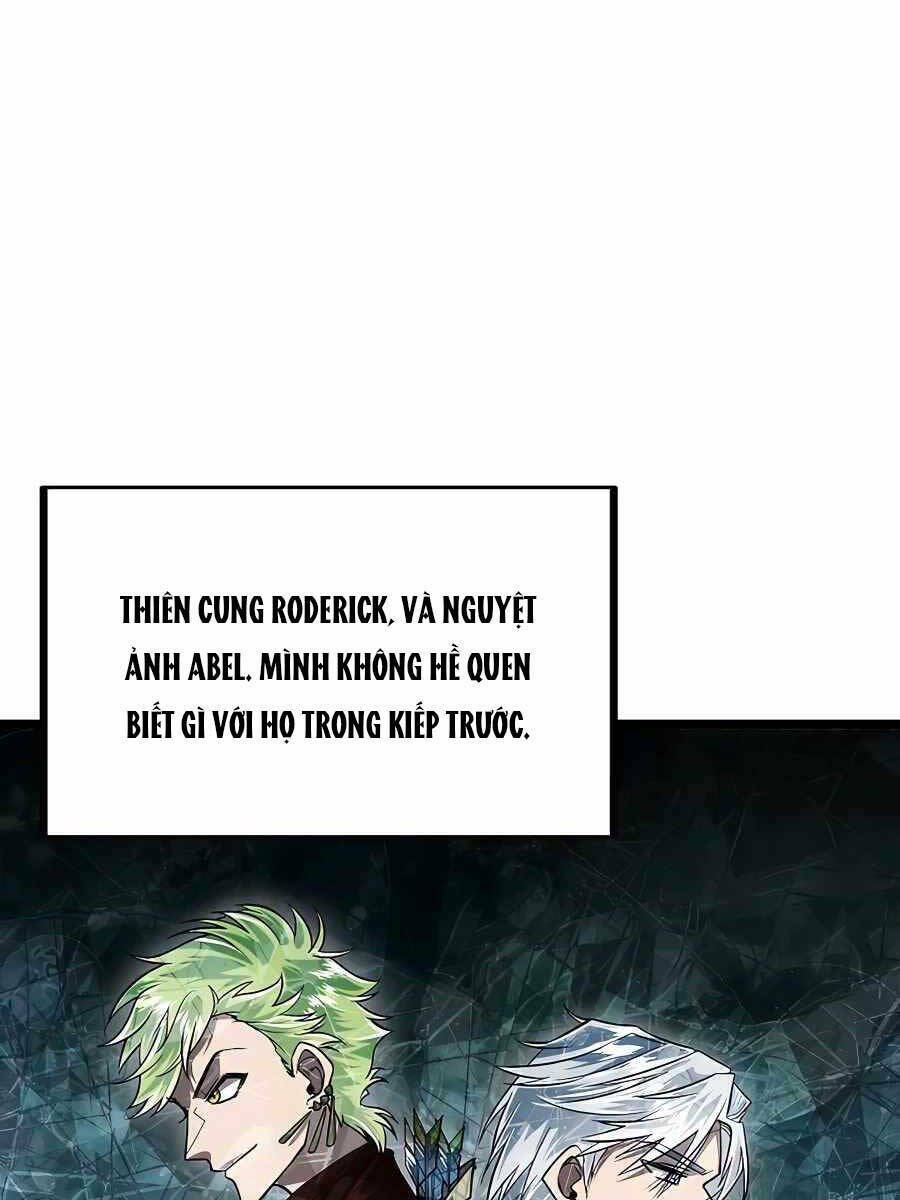 THIÊN CUNG RODERICK, VÀ NGUYỆT
ẢNH ABEL. MÌNH KHÔNG HỀ QUEN
BIẾT GÌ VỚI HỌ TRONG KIẾP TRƯỚC.